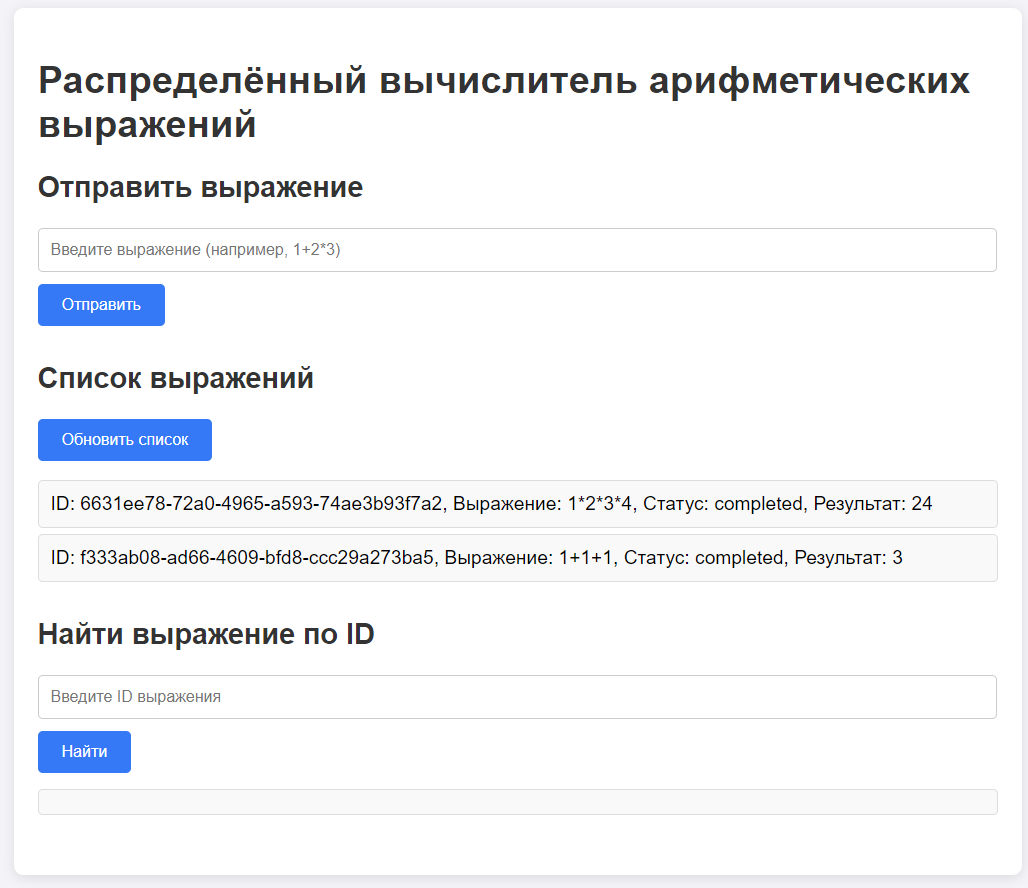 Распределённый вычислитель арифметических
выражений
Отправить выражение
Введите выражение (например, 1+2*3)
Отправить
Список выражений
Обновить список
ID: 6631ee78-72a0-4965-a593-74ae3b93f7a2, Выражение: 1*2*3*4, Статус: completed, Результат: 24
ID: f333ab08-ad66-4609-bfd8-ccc29a273ba5, Выражение: 1+1+1, Статус: completed, Результат: 3
Найти выражение по ID
Введите ID выражения
Найти